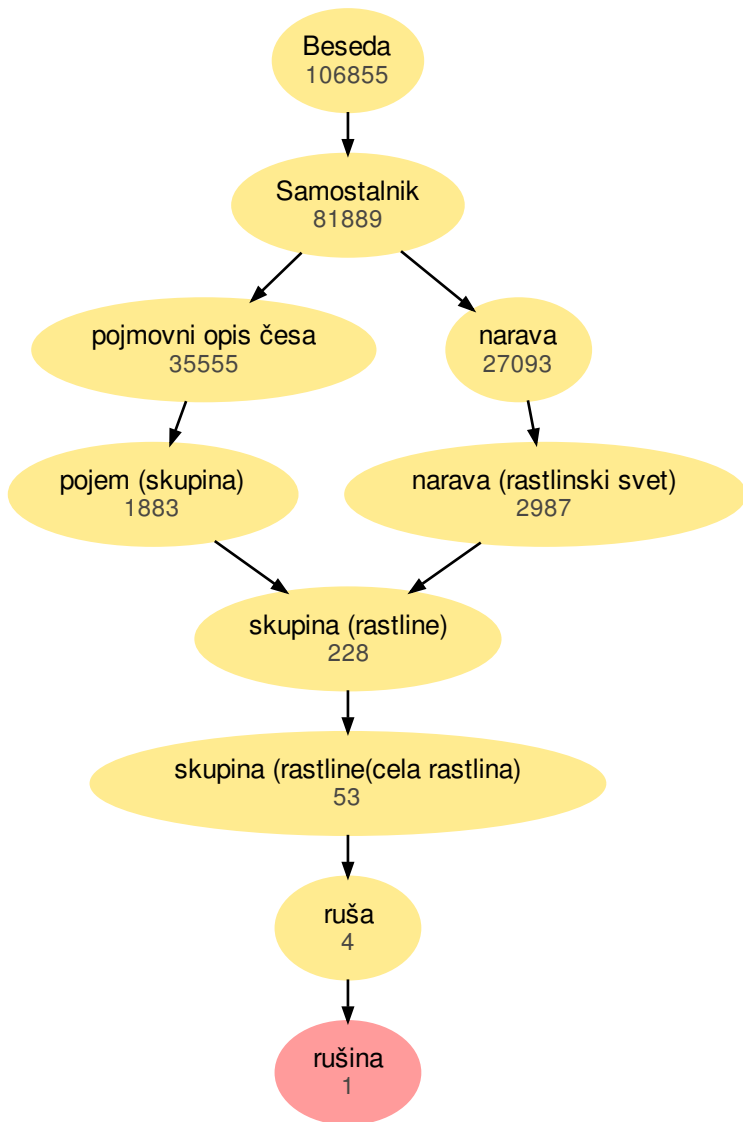 Beseda
106855
Samostalnik
81889
pojmovni opis česa
35555
narava
27093
pojem (skupina)
1883
narava (rastlinski svet)
2987
skupina (rastline)
228
skupina (rastline(cela rastlina)
53
ruša
4
rušina
1